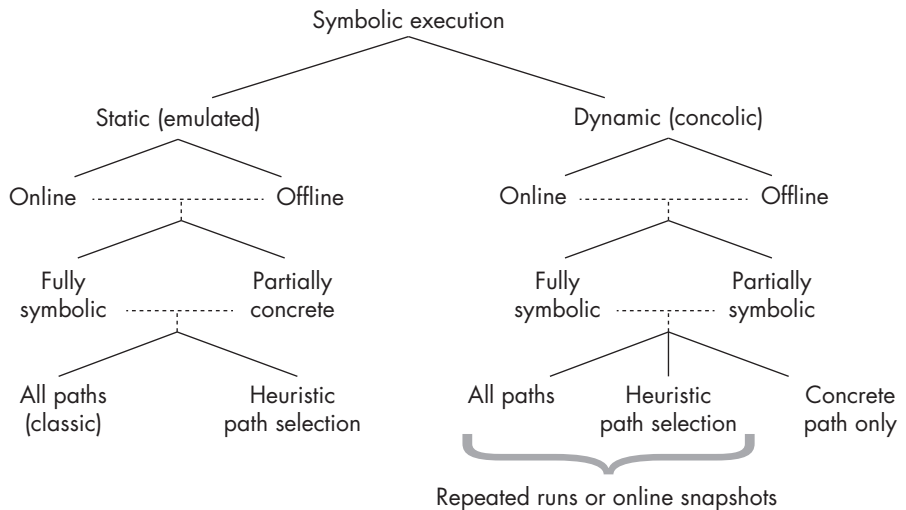 Symbolic execution
Static (emulated)
Dynamic (concolic)
Online
Offline
Online
Offline
Fully
symbolic
Partially
concrete
Fully
symbolic
Partially
symbolic
All paths
(classic)
Heuristic
path selection
All paths
Heuristic
path selection
Concrete
path only
Repeated runs or online snapshots